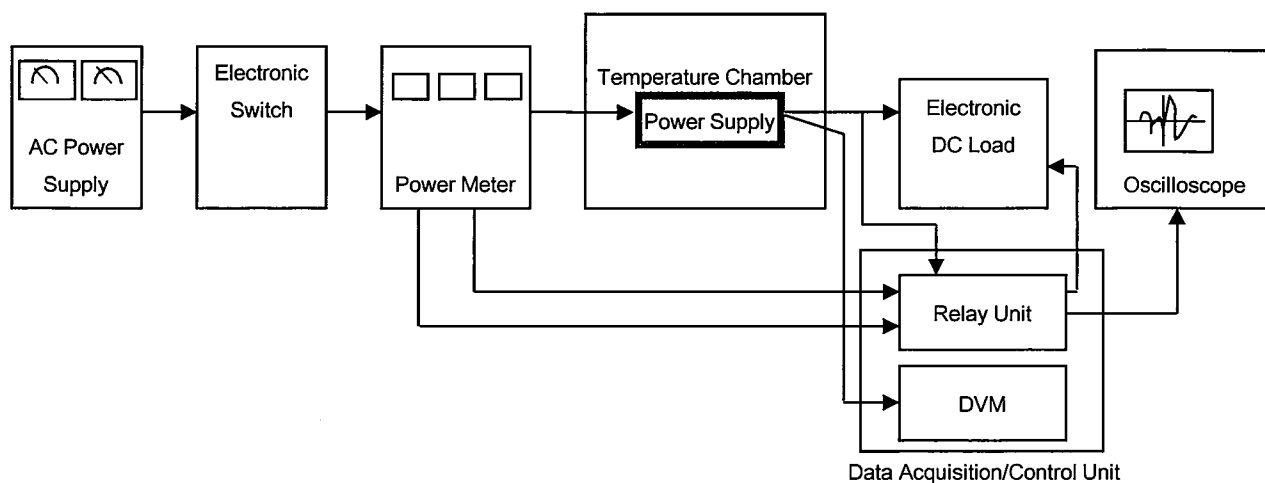 AC Power
Supply
Electronic
Switch
Power Meter
Temperature Chamber
Power Supply
Electronic
DC Load
Oscilloscope
Relay Unit
DVM
Data Acquisition/Control Unit